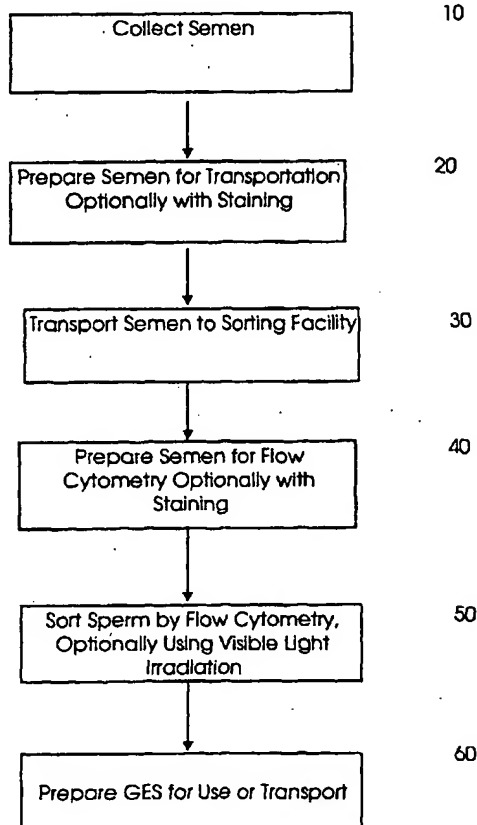 10
Collect Semen
20
Prepare Semen for Transportation
Optionally with Staining
30
Transport Semen to Sorting Facility
40
Prepare Semen for Flow
Cytometry Optionally with
Staining
50
Sort Sperm by Flow Cytometry,
Optionally Using Visible Light
Irradiation
60
Prepare GES for Use or Transport